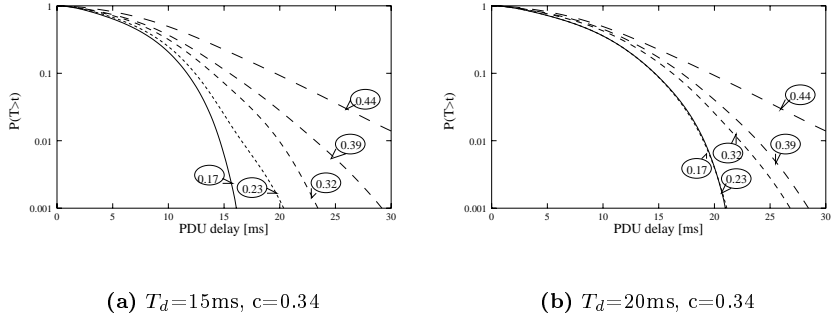 1
0.1
0.01
0.001
P(T>t)
0 5 10 15 20 25 30
PDU delay [ms]
0.17
0.23
0.32
0.39
0.44
(a) T_d=15ms, c=0.34
1
0.1
0.01
0.001
P(T>t)
0 5 10 15 20 25 30
PDU delay [ms]
0.17
0.32
0.23
0.39
0.44
(b) T_d=20ms, c=0.34